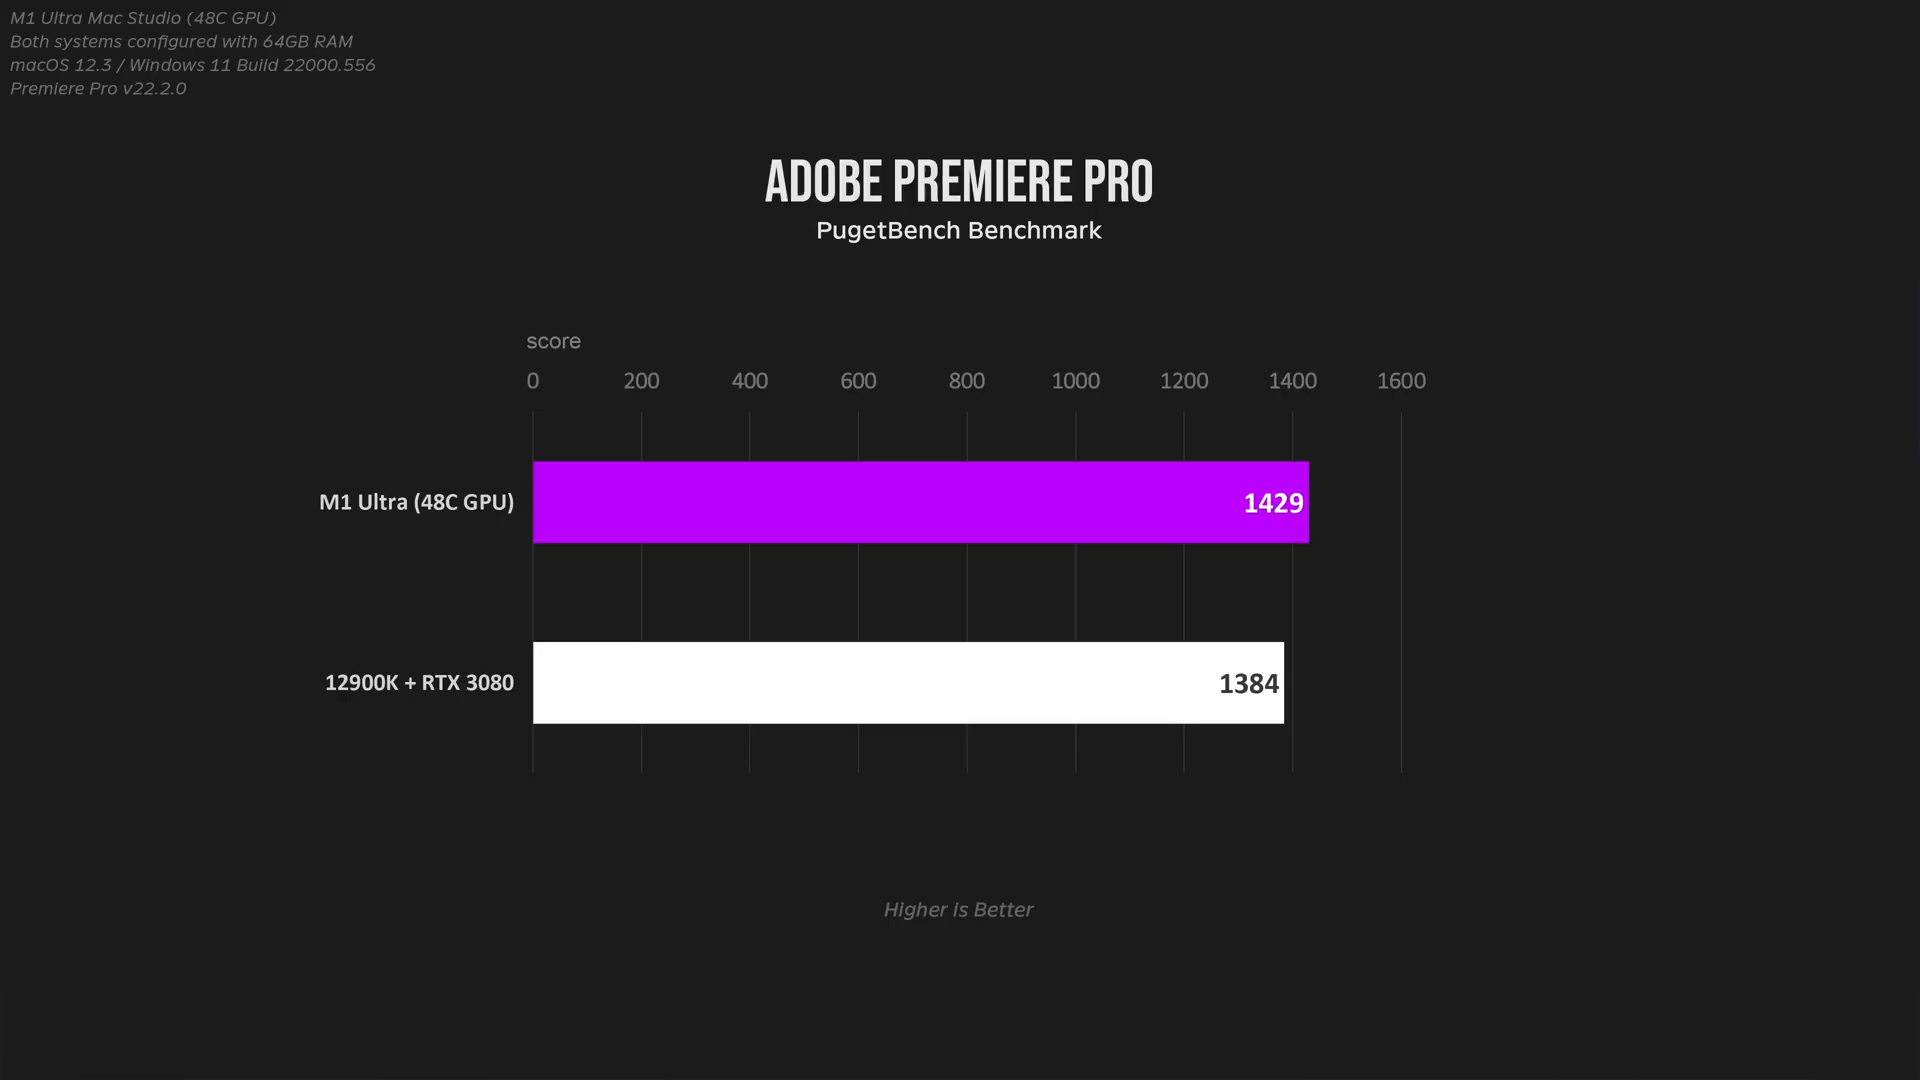 M1 Ultra Mac Studio (48C GPU)
Both systems configured with 64GB RAM
macOS 12.3 / Windows 11 Build 22000.556
Premiere Pro v22.2.0
ADOBE PREMIERE PRO
PugetBench Benchmark
score
0 200 400 600 800 1000 1200 1400 1600
M1 Ultra (48C GPU) 1429
12900K + RTX 3080 1384
Higher is Better